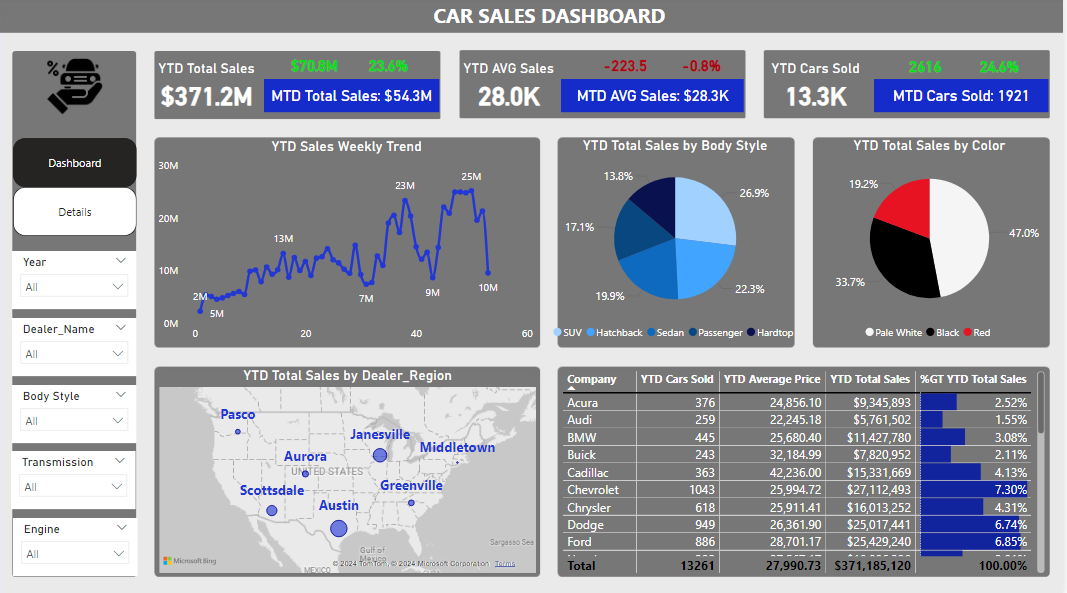 CAR SALES DASHBOARD
%
Dashboard
Details
Year
All
Dealer_Name
All
Body Style
All
Transmission
All
Engine
All
YTD Total Sales
$70.8M 23.6%
$371.2M
MTD Total Sales: $54.3M
YTD AVG Sales
-223.5 -0.8%
28.0K
MTD AVG Sales: $28.3K
YTD Cars Sold
2616 24.6%
13.3K
MTD Cars Sold: 1921
YTD Sales Weekly Trend
30M
20M
10M
0M
2M
5M
13M
7M
23M
9M
25M
10M
0 20 40 60
YTD Total Sales by Body Style
13.8%
26.9%
17.1%
19.9%
22.3%
SUV Hatchback Sedan Passenger Hardtop
YTD Total Sales by Color
19.2%
47.0%
33.7%
Pale White Black Red
YTD Total Sales by Dealer_Region
Pasco
Janesville
Middletown
Aurora
UNITED STATES
Scottsdale
Greenville
Austin
Sargasso Sea
Gulf of
Mexico
MEXICO
Microsoft Bing
© 2024 TomTom, © 2024 Microsoft Corporation Terms
Company YTD Cars Sold YTD Average Price YTD Total Sales %GT YTD Total Sales
Acura 376 24,856.10 $9,345,893 2.52%
Audi 259 22,245.18 $5,761,502 1.55%
BMW 445 25,680.40 $11,427,780 3.08%
Buick 243 32,184.99 $7,820,952 2.11%
Cadillac 363 42,236.00 $15,331,669 4.13%
Chevrolet 1043 25,994.72 $27,112,493 7.30%
Chrysler 618 25,911.41 $16,013,252 4.31%
Dodge 949 26,361.90 $25,017,441 6.74%
Ford 886 28,701.17 $25,429,240 6.85%
Total 13261 27,990.73 $371,185,120 100.00%